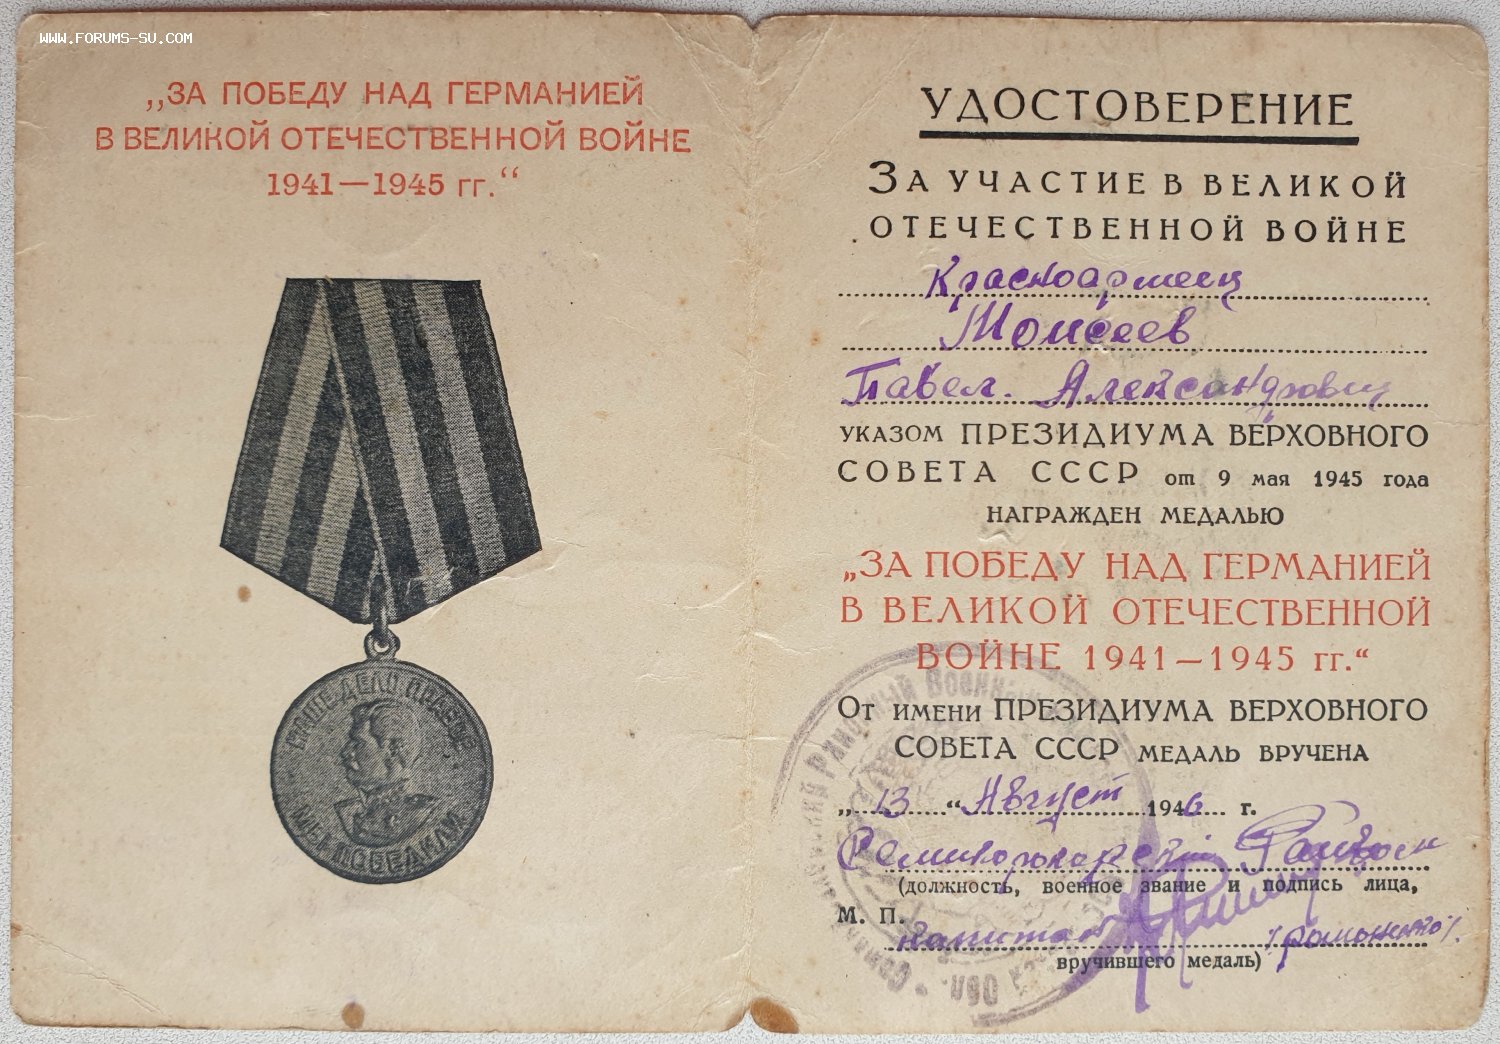 WWW.FORUMS-SU.COM
„ЗА ПОБЕДУ НАД ГЕРМАНИЕЙ
В ВЕЛИКОЙ ОТЕЧЕСТВЕННОЙ ВОЙНЕ
1941—1945 гг.“
НАШЕ ДЕЛО ПРАВОЕ
МЫ ПОБЕДИЛИ
УДОСТОВЕРЕНИЕ
ЗА УЧАСТИЕ В ВЕЛИКОЙ
ОТЕЧЕСТВЕННОЙ ВОЙНЕ
Красноармеец
Моисеев
Павел. Александрович
УКАЗОМ ПРЕЗИДИУМА ВЕРХОВНОГО
СОВЕТА СССР от 9 мая 1945 года
НАГРАЖДЕН МЕДАЛЬЮ
„ЗА ПОБЕДУ НАД ГЕРМАНИЕЙ
В ВЕЛИКОЙ ОТЕЧЕСТВЕННОЙ
ВОЙНЕ 1941—1945 гг.“
ОТ ИМЕНИ ПРЕЗИДИУМА ВЕРХОВНОГО
СОВЕТА СССР МЕДАЛЬ ВРУЧЕНА
„13“ Август 1946 г.
(должность, военное звание и подпись лица,
М. П.
капитан
вручившего медаль)